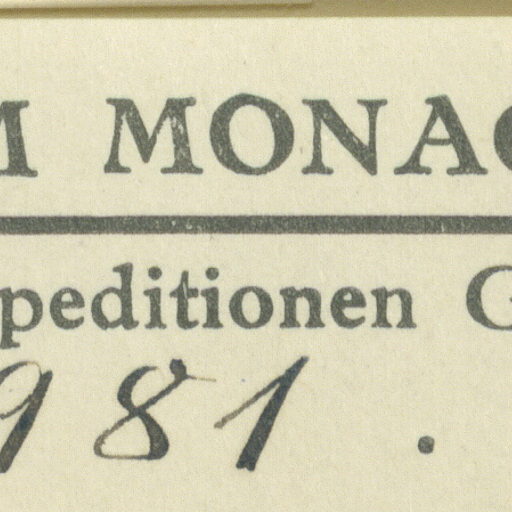 M MONAC
peditionen G
981.